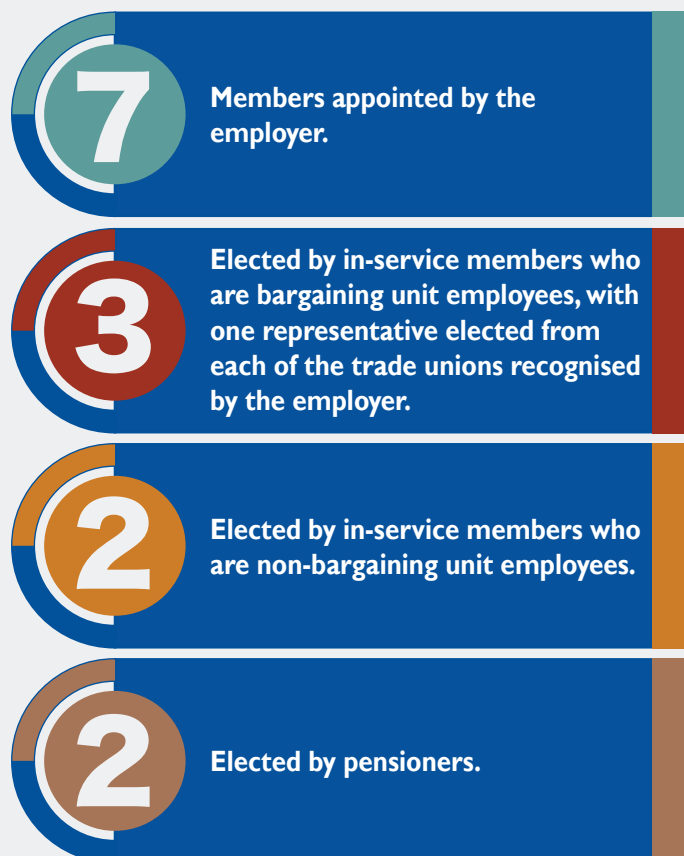 7
Members appointed by the
employer.
3
Elected by in-service members who
are bargaining unit employees, with
one representative elected from
each of the trade unions recognised
by the employer.
2
Elected by in-service members who
are non-bargaining unit employees.
2
Elected by pensioners.